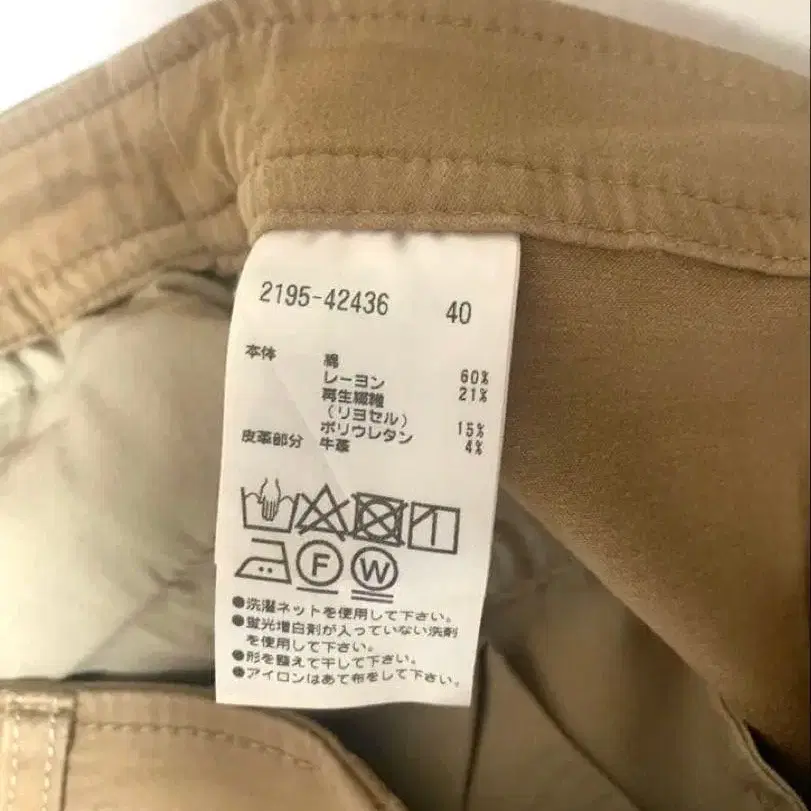 2195-42436 40
本体 綿 60%
レーヨン 21%
再生繊維
(リヨセル) 15%
ポリウレタン 4%
皮革部分 牛革
F W
●洗濯ネットを使用して下さい。
●蛍光増白剤が入っていない洗剤
を使用して下さい。
●形を整えて干して下さい。
●アイロンはあて布をして下さい。